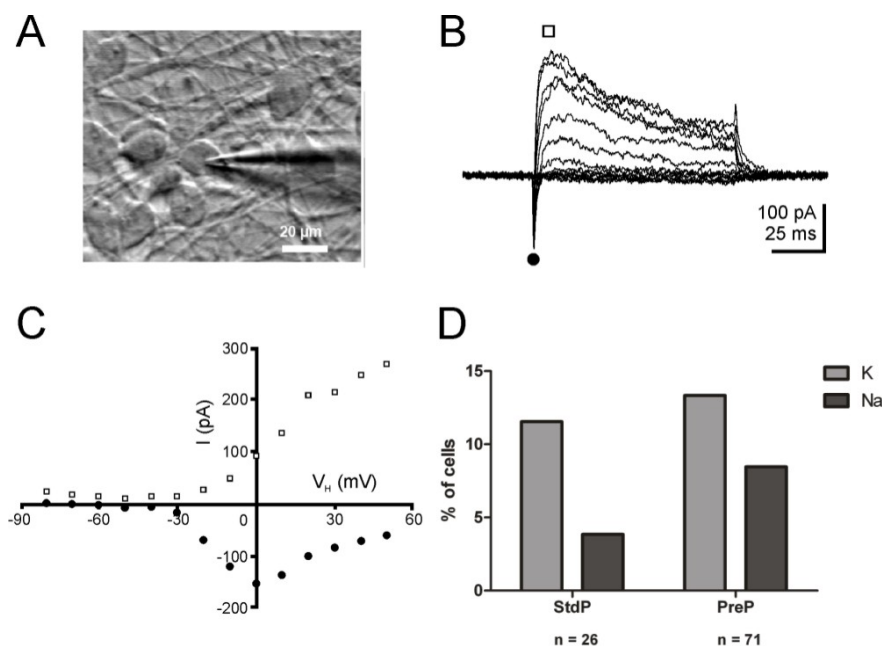 A
20 µm
B
100 pA
25 ms
C
300
200
100
I (pA)
V_H (mV)
-90
-60
-30
0
30
60
-100
-200
D
K
Na
15
10
5
0
% of cells
StdP
PreP
n = 26
n = 71